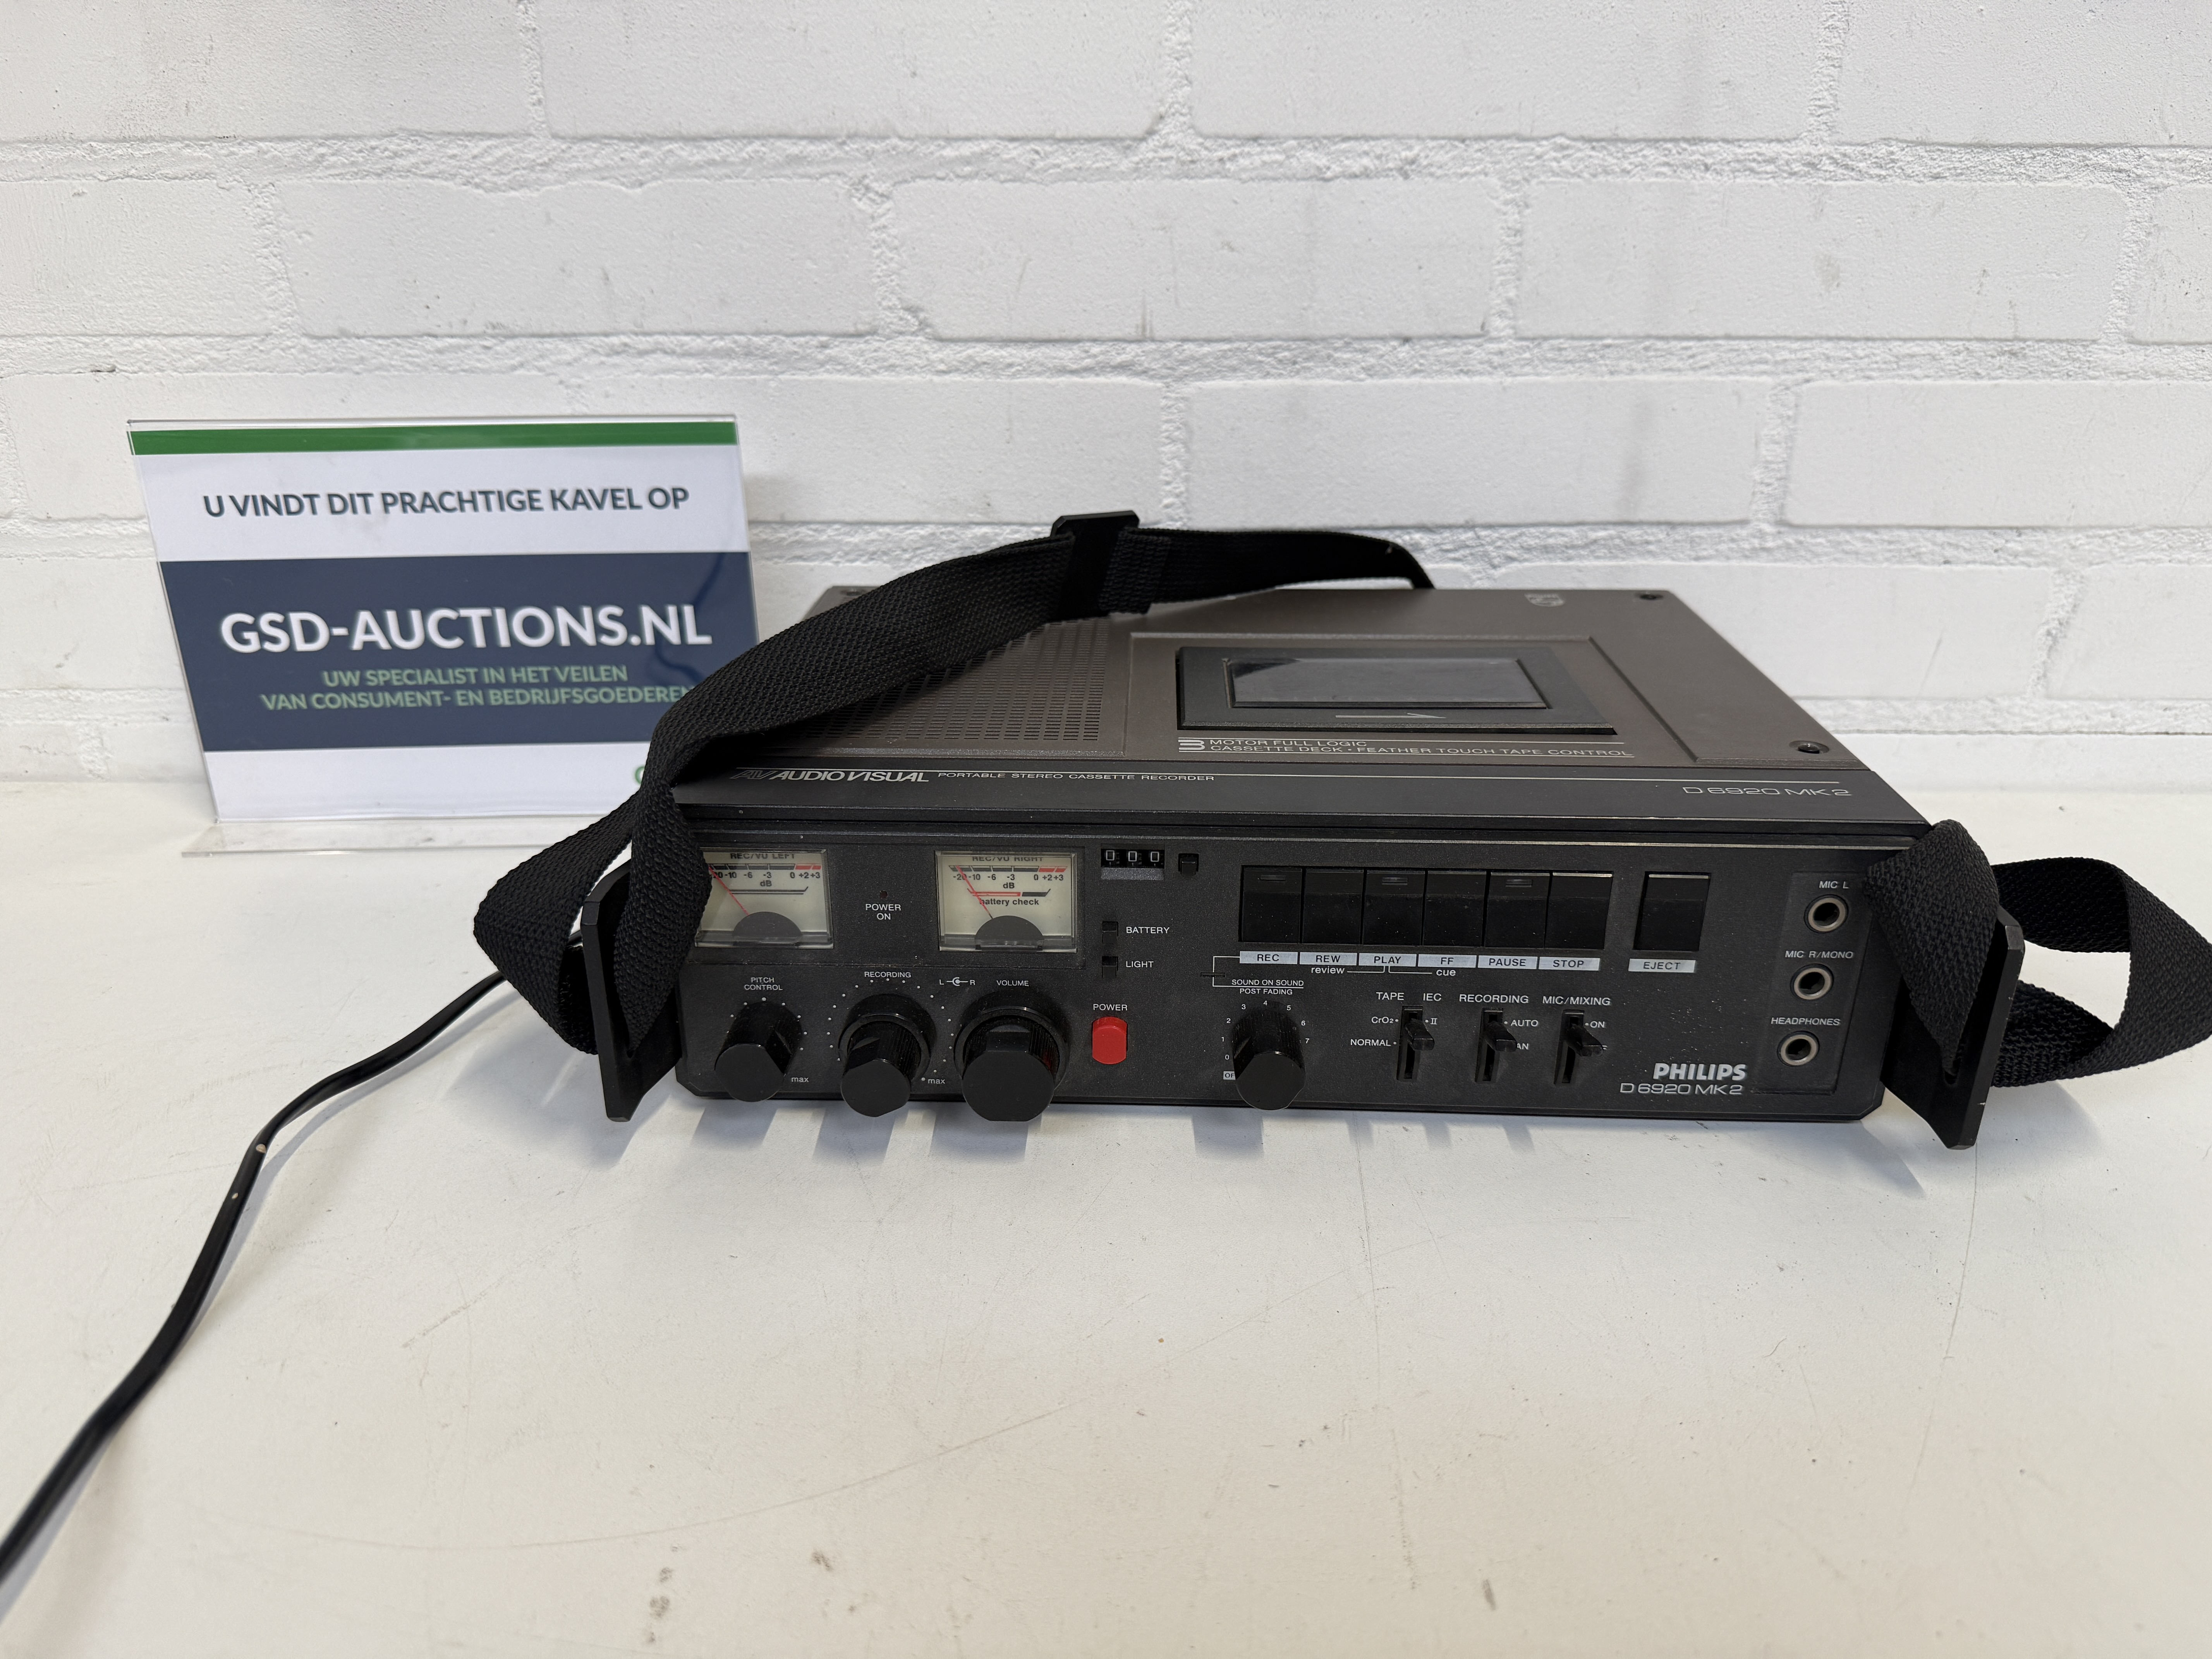 U VINDT DIT PRACHTIGE KAVEL OP
GSD-AUCTIONS.NL
UW SPECIALIST IN HET VEILEN
VAN CONSUMENT- EN BEDRIJFSGOEDEREN
3 MOTOR FULL LOGIC
CASSETTE DECK · FEATHER TOUCH TAPE CONTROL
AV AUDIO VISUAL PORTABLE STEREO CASSETTE RECORDER
D 6920 MK2
REC/VU LEFT
-20 -10 -6 -3 0 +2 +3
dB
POWER
ON
REC/VU RIGHT
-20 -10 -6 -3 0 +2 +3
dB
battery check
0 0 0
BATTERY
LIGHT
REC REW PLAY FF PAUSE STOP
review cue
EJECT
SOUND ON SOUND
POST FADING
0 1 2 3 4 5 6 7
PITCH
CONTROL
max
RECORDING
max
L R VOLUME
POWER
TAPE IEC
CrO2 II
NORMAL
RECORDING
AUTO
MIC/MIXING
ON
PHILIPS
D 6920 MK2
MIC L
MIC R/MONO
HEADPHONES